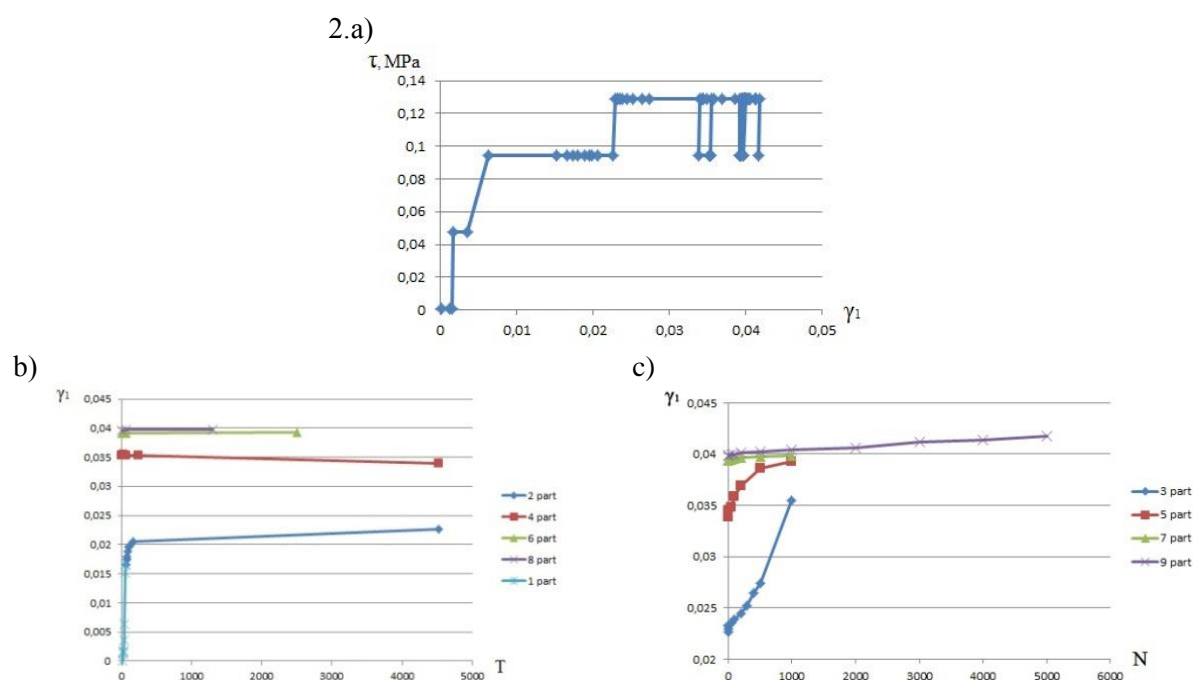 2.a)
τ, MPa
0,14
0,12
0,1
0,08
0,06
0,04
0,02
0
0 0,01 0,02 0,03 0,04 0,05
γ₁
b)
γ₁
0,045
0,04
0,035
0,03
0,025
0,02
0,015
0,01
0,005
0
0 1000 2000 3000 4000 5000
T
2 part
4 part
6 part
8 part
1 part
c)
γ₁
0,045
0,04
0,035
0,03
0,025
0,02
0 1000 2000 3000 4000 5000 6000
N
3 part
5 part
7 part
9 part